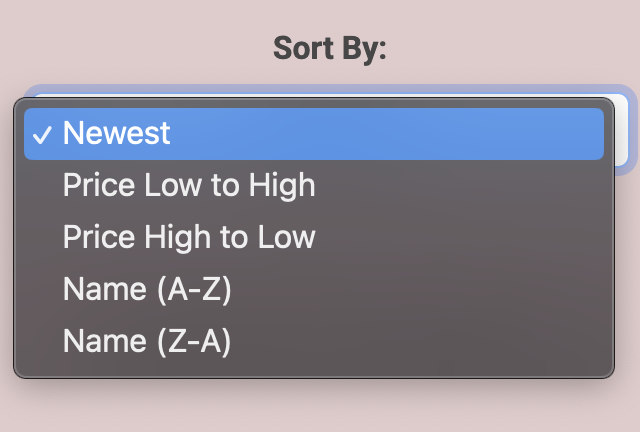 Sort By:
✓ Newest
Price Low to High
Price High to Low
Name (A-Z)
Name (Z-A)